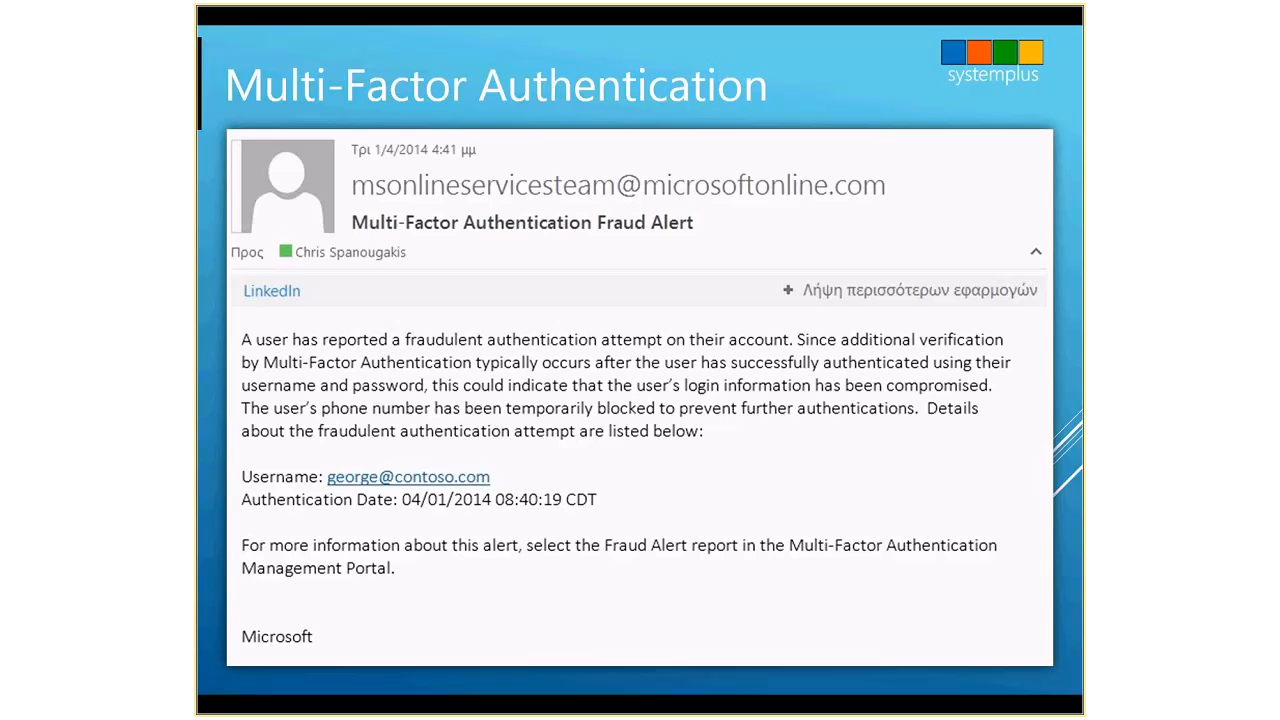 systemplus
Multi-Factor Authentication
Τρι 1/4/2014 4:41 μμ
msonlineservicesteam@microsoftonline.com
Multi-Factor Authentication Fraud Alert
Προς Chris Spanougakis
LinkedIn + Λήψη περισσότερων εφαρμογών
A user has reported a fraudulent authentication attempt on their account. Since additional verification
by Multi-Factor Authentication typically occurs after the user has successfully authenticated using their
username and password, this could indicate that the user’s login information has been compromised.
The user’s phone number has been temporarily blocked to prevent further authentications.  Details
about the fraudulent authentication attempt are listed below:
Username: george@contoso.com
Authentication Date: 04/01/2014 08:40:19 CDT
For more information about this alert, select the Fraud Alert report in the Multi-Factor Authentication
Management Portal.
Microsoft